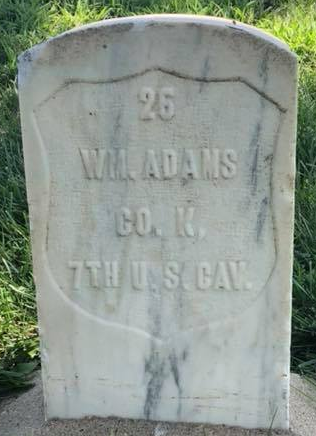 25
WM. ADAMS
CO. K.
7TH U. S. CAV.